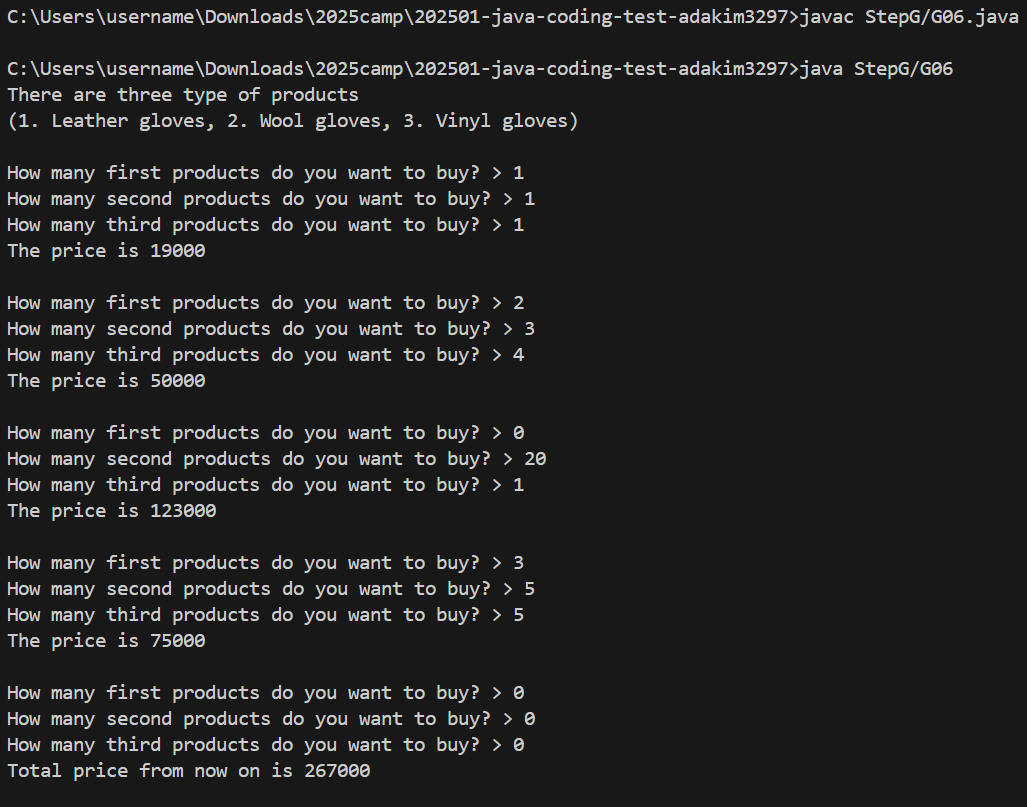 C:\Users\username\Downloads\2025camp\202501-java-coding-test-adakim3297>javac StepG/G06.java
C:\Users\username\Downloads\2025camp\202501-java-coding-test-adakim3297>java StepG/G06
There are three type of products
(1. Leather gloves, 2. Wool gloves, 3. Vinyl gloves)
How many first products do you want to buy? > 1
How many second products do you want to buy? > 1
How many third products do you want to buy? > 1
The price is 19000
How many first products do you want to buy? > 2
How many second products do you want to buy? > 3
How many third products do you want to buy? > 4
The price is 50000
How many first products do you want to buy? > 0
How many second products do you want to buy? > 20
How many third products do you want to buy? > 1
The price is 123000
How many first products do you want to buy? > 3
How many second products do you want to buy? > 5
How many third products do you want to buy? > 5
The price is 75000
How many first products do you want to buy? > 0
How many second products do you want to buy? > 0
How many third products do you want to buy? > 0
Total price from now on is 267000